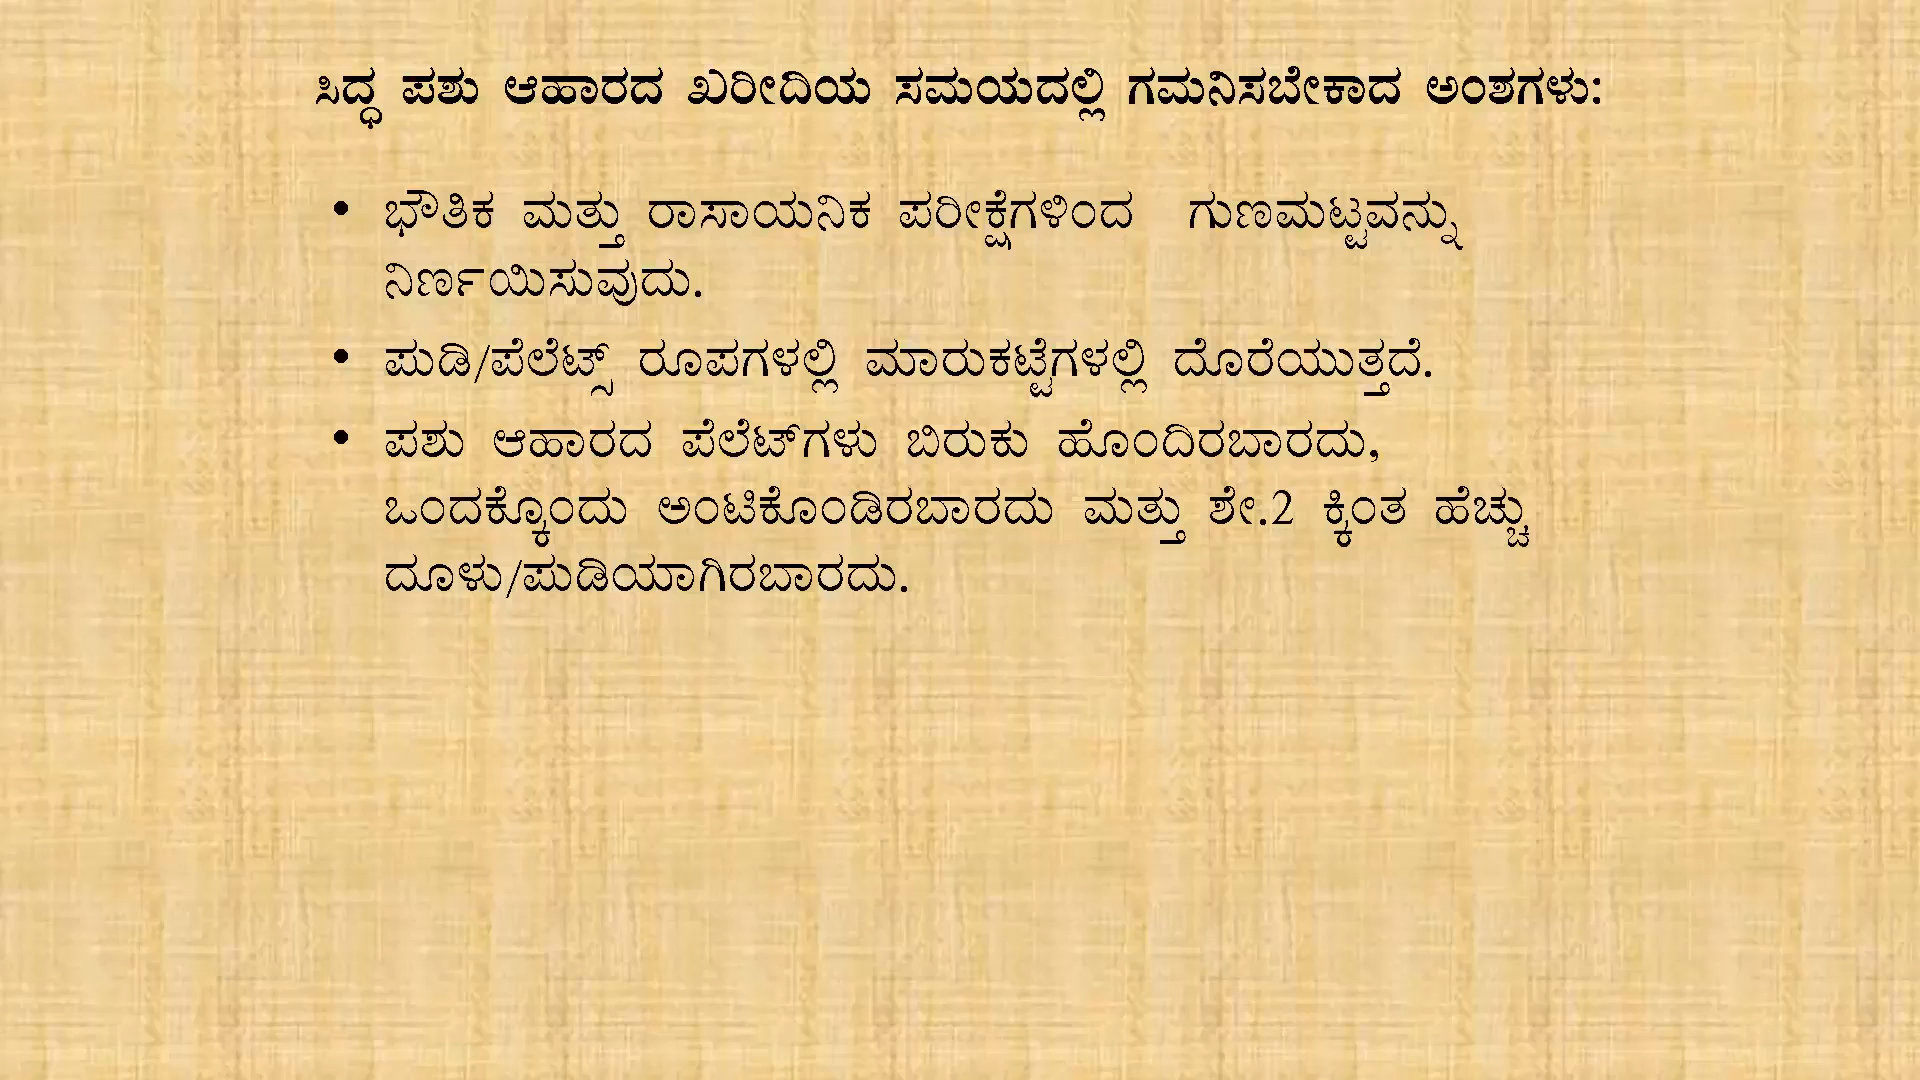 ಸಿದ್ಧ ಪಶು ಆಹಾರದ ಖರೀದಿಯ ಸಮಯದಲ್ಲಿ ಗಮನಿಸಬೇಕಾದ ಅಂಶಗಳು:
• ಭೌತಿಕ ಮತ್ತು ರಾಸಾಯನಿಕ ಪರೀಕ್ಷೆಗಳಿಂದ ಗುಣಮಟ್ಟವನ್ನು
ನಿರ್ಣಯಿಸುವುದು.
• ಪುಡಿ/ಪೆಲೆಟ್ಸ್ ರೂಪಗಳಲ್ಲಿ ಮಾರುಕಟ್ಟೆಗಳಲ್ಲಿ ದೊರೆಯುತ್ತದೆ.
• ಪಶು ಆಹಾರದ ಪೆಲೆಟ್‌ಗಳು ಬಿರುಕು ಹೊಂದಿರಬಾರದು,
ಒಂದಕ್ಕೊಂದು ಅಂಟಿಕೊಂಡಿರಬಾರದು ಮತ್ತು ಶೇ.2 ಕ್ಕಿಂತ ಹೆಚ್ಚು
ದೂಳು/ಪುಡಿಯಾಗಿರಬಾರದು.